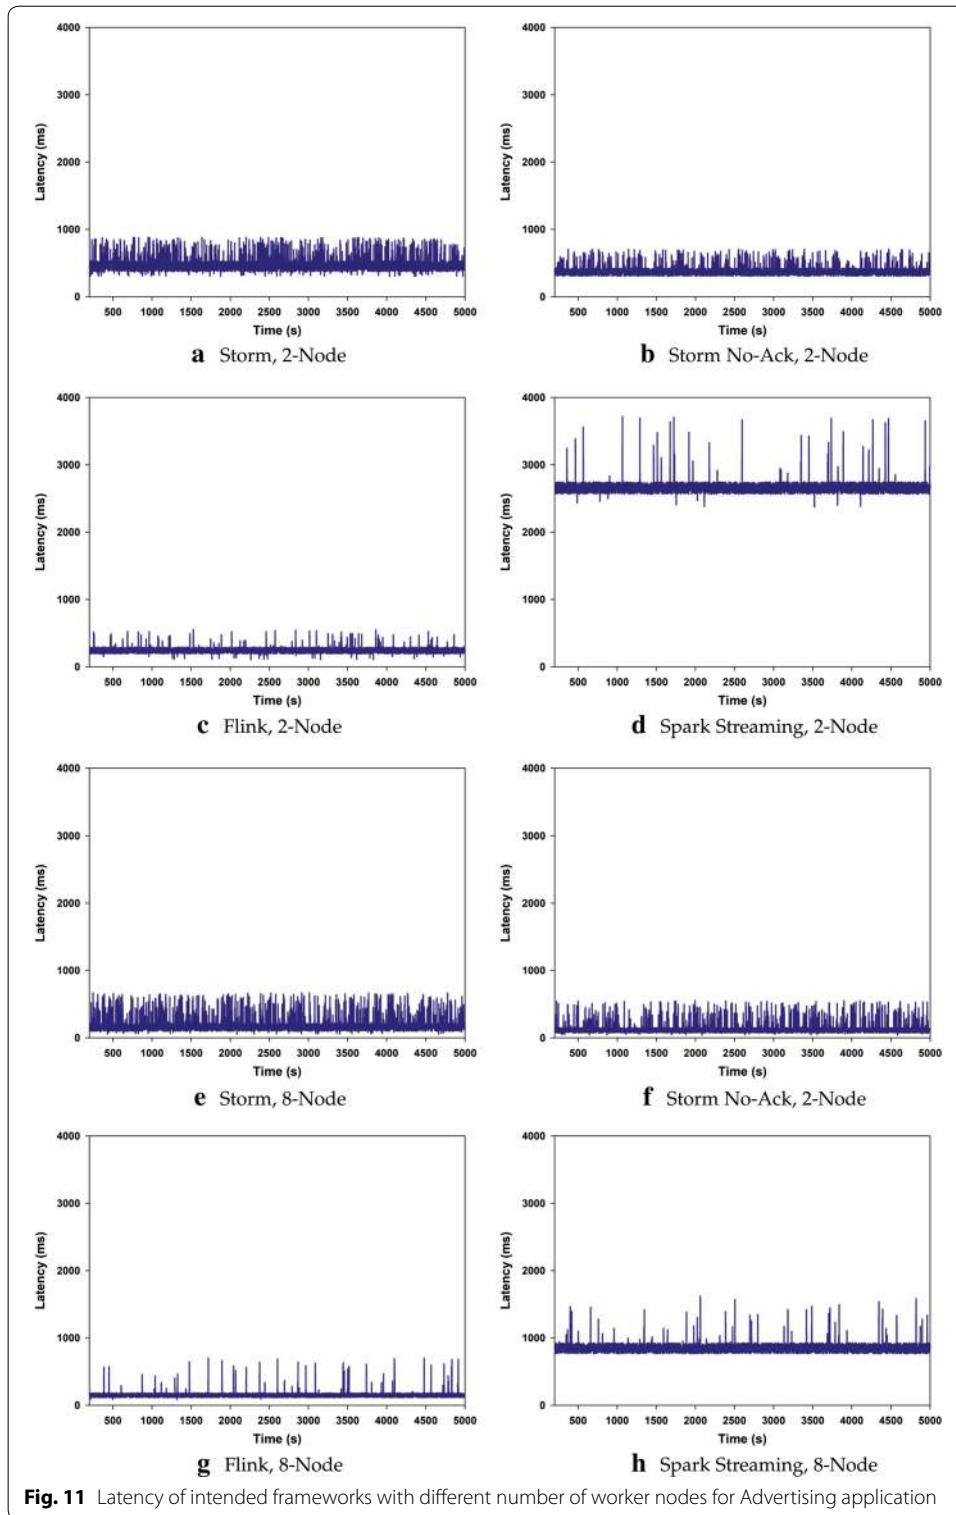 4000 4000
3000 3000
Latency (ms) Latency (ms)
2000 2000
1000 1000
0 0
500 1000 1500 2000 2500 3000 3500 4000 4500 5000 500 1000 1500 2000 2500 3000 3500 4000 4500 5000
Time (s) Time (s)
a Storm, 2-Node b Storm No-Ack, 2-Node
4000 4000
3000 3000
Latency (ms) Latency (ms)
2000 2000
1000 1000
0 0
500 1000 1500 2000 2500 3000 3500 4000 4500 5000 500 1000 1500 2000 2500 3000 3500 4000 4500 5000
Time (s) Time (s)
c Flink, 2-Node d Spark Streaming, 2-Node
4000 4000
3000 3000
Latency (ms) Latency (ms)
2000 2000
1000 1000
0 0
500 1000 1500 2000 2500 3000 3500 4000 4500 5000 500 1000 1500 2000 2500 3000 3500 4000 4500 5000
Time (s) Time (s)
e Storm, 8-Node f Storm No-Ack, 2-Node
4000 4000
3000 3000
Latency (ms) Latency (ms)
2000 2000
1000 1000
0 0
500 1000 1500 2000 2500 3000 3500 4000 4500 5000 500 1000 1500 2000 2500 3000 3500 4000 4500 5000
Time (s) Time (s)
g Flink, 8-Node h Spark Streaming, 8-Node
Fig. 11 Latency of intended frameworks with different number of worker nodes for Advertising application